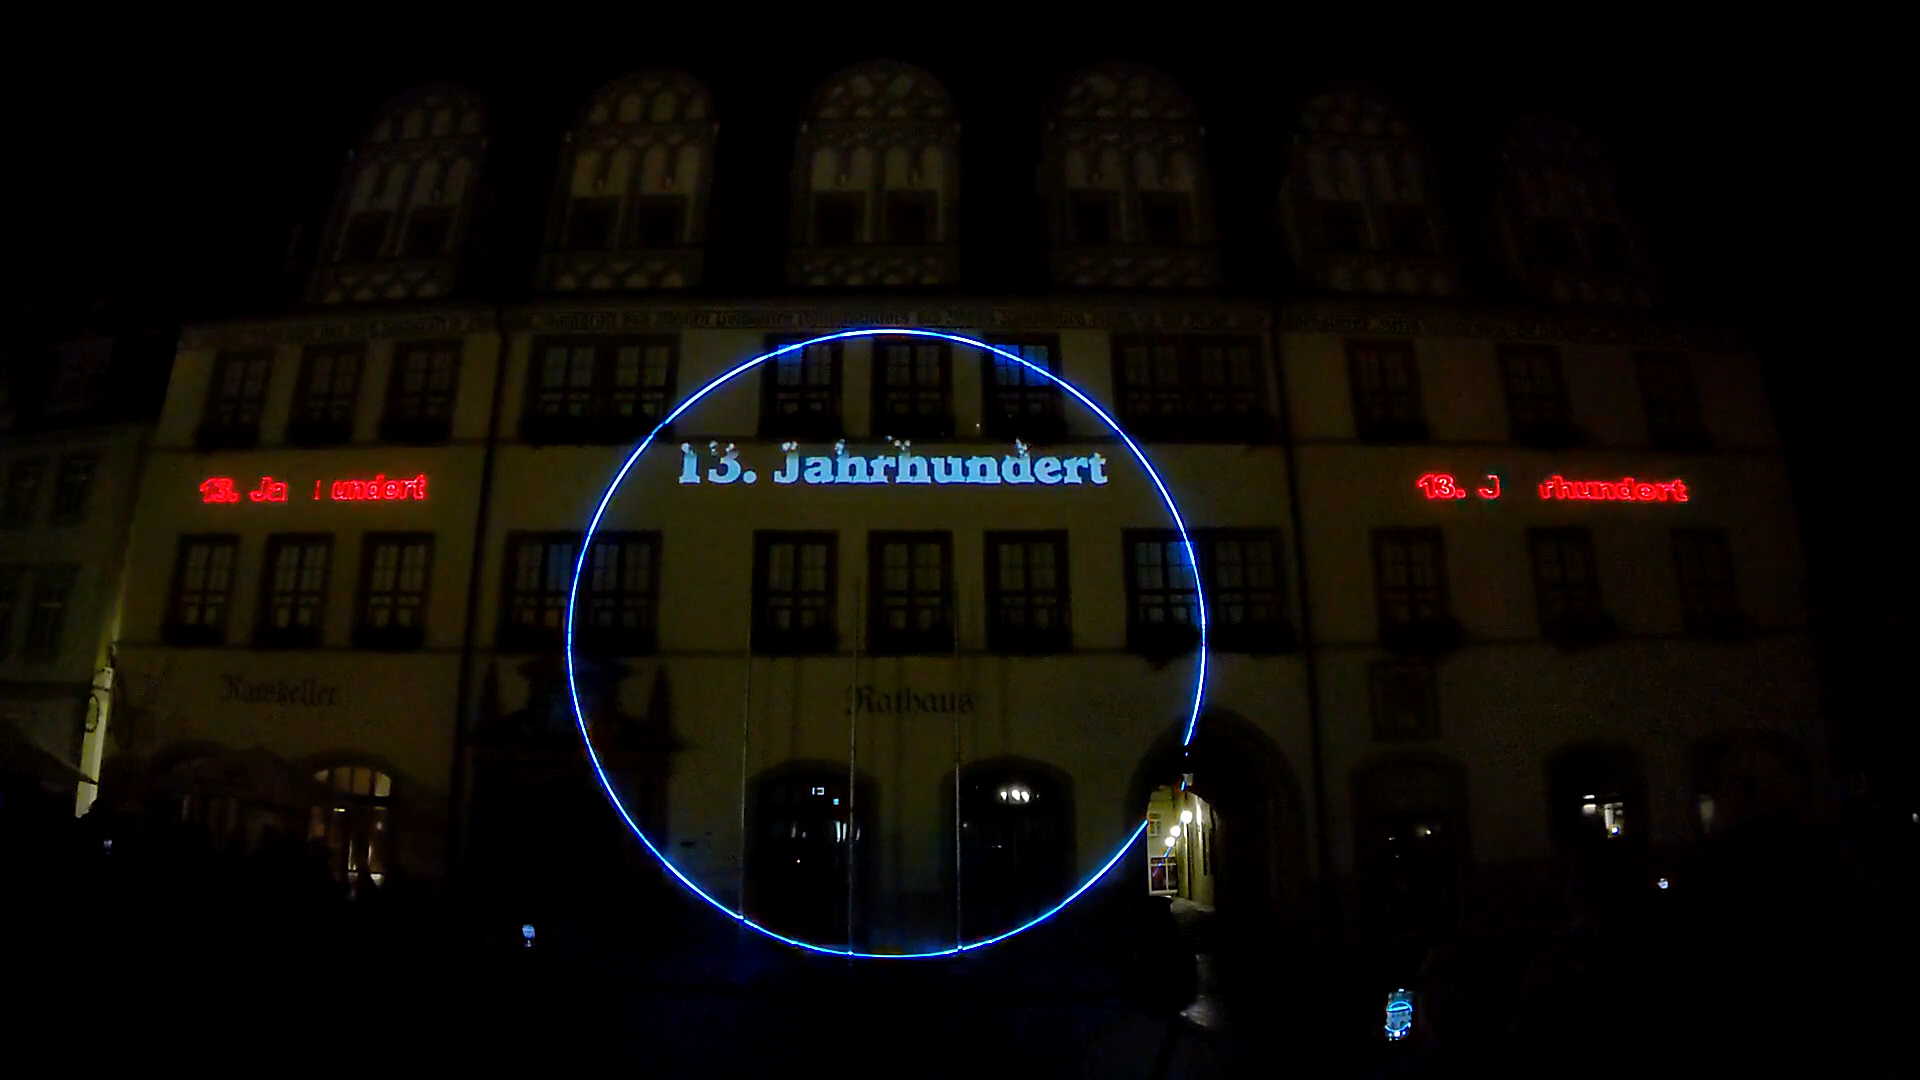 13. Jahrhundert
13. Ja undert
13. J rhundert
Ratskeller
Rathaus